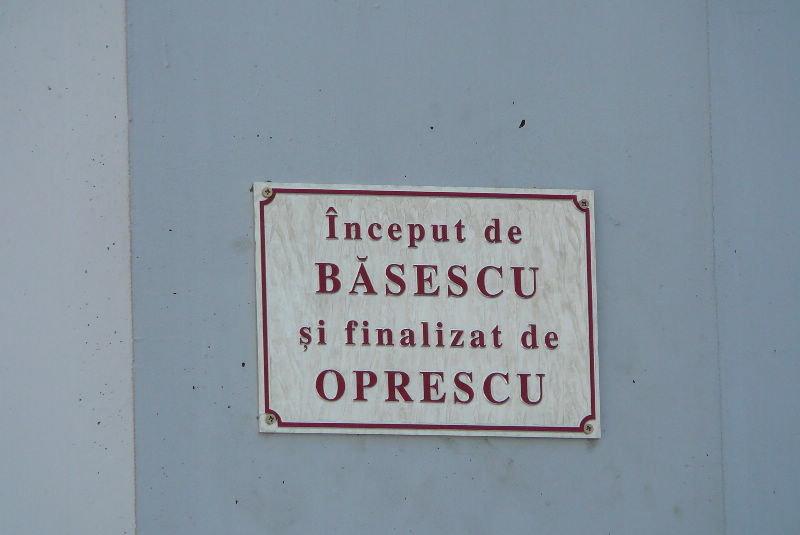 Început de
BĂSESCU
și finalizat de
OPRESCU